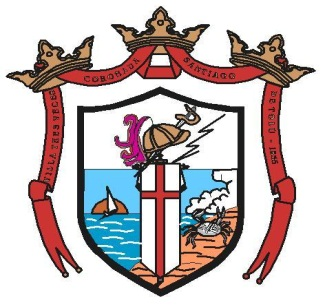 VILLA TRES VECES
CORONADA
SANTIAGO
DE TOLU - 1535